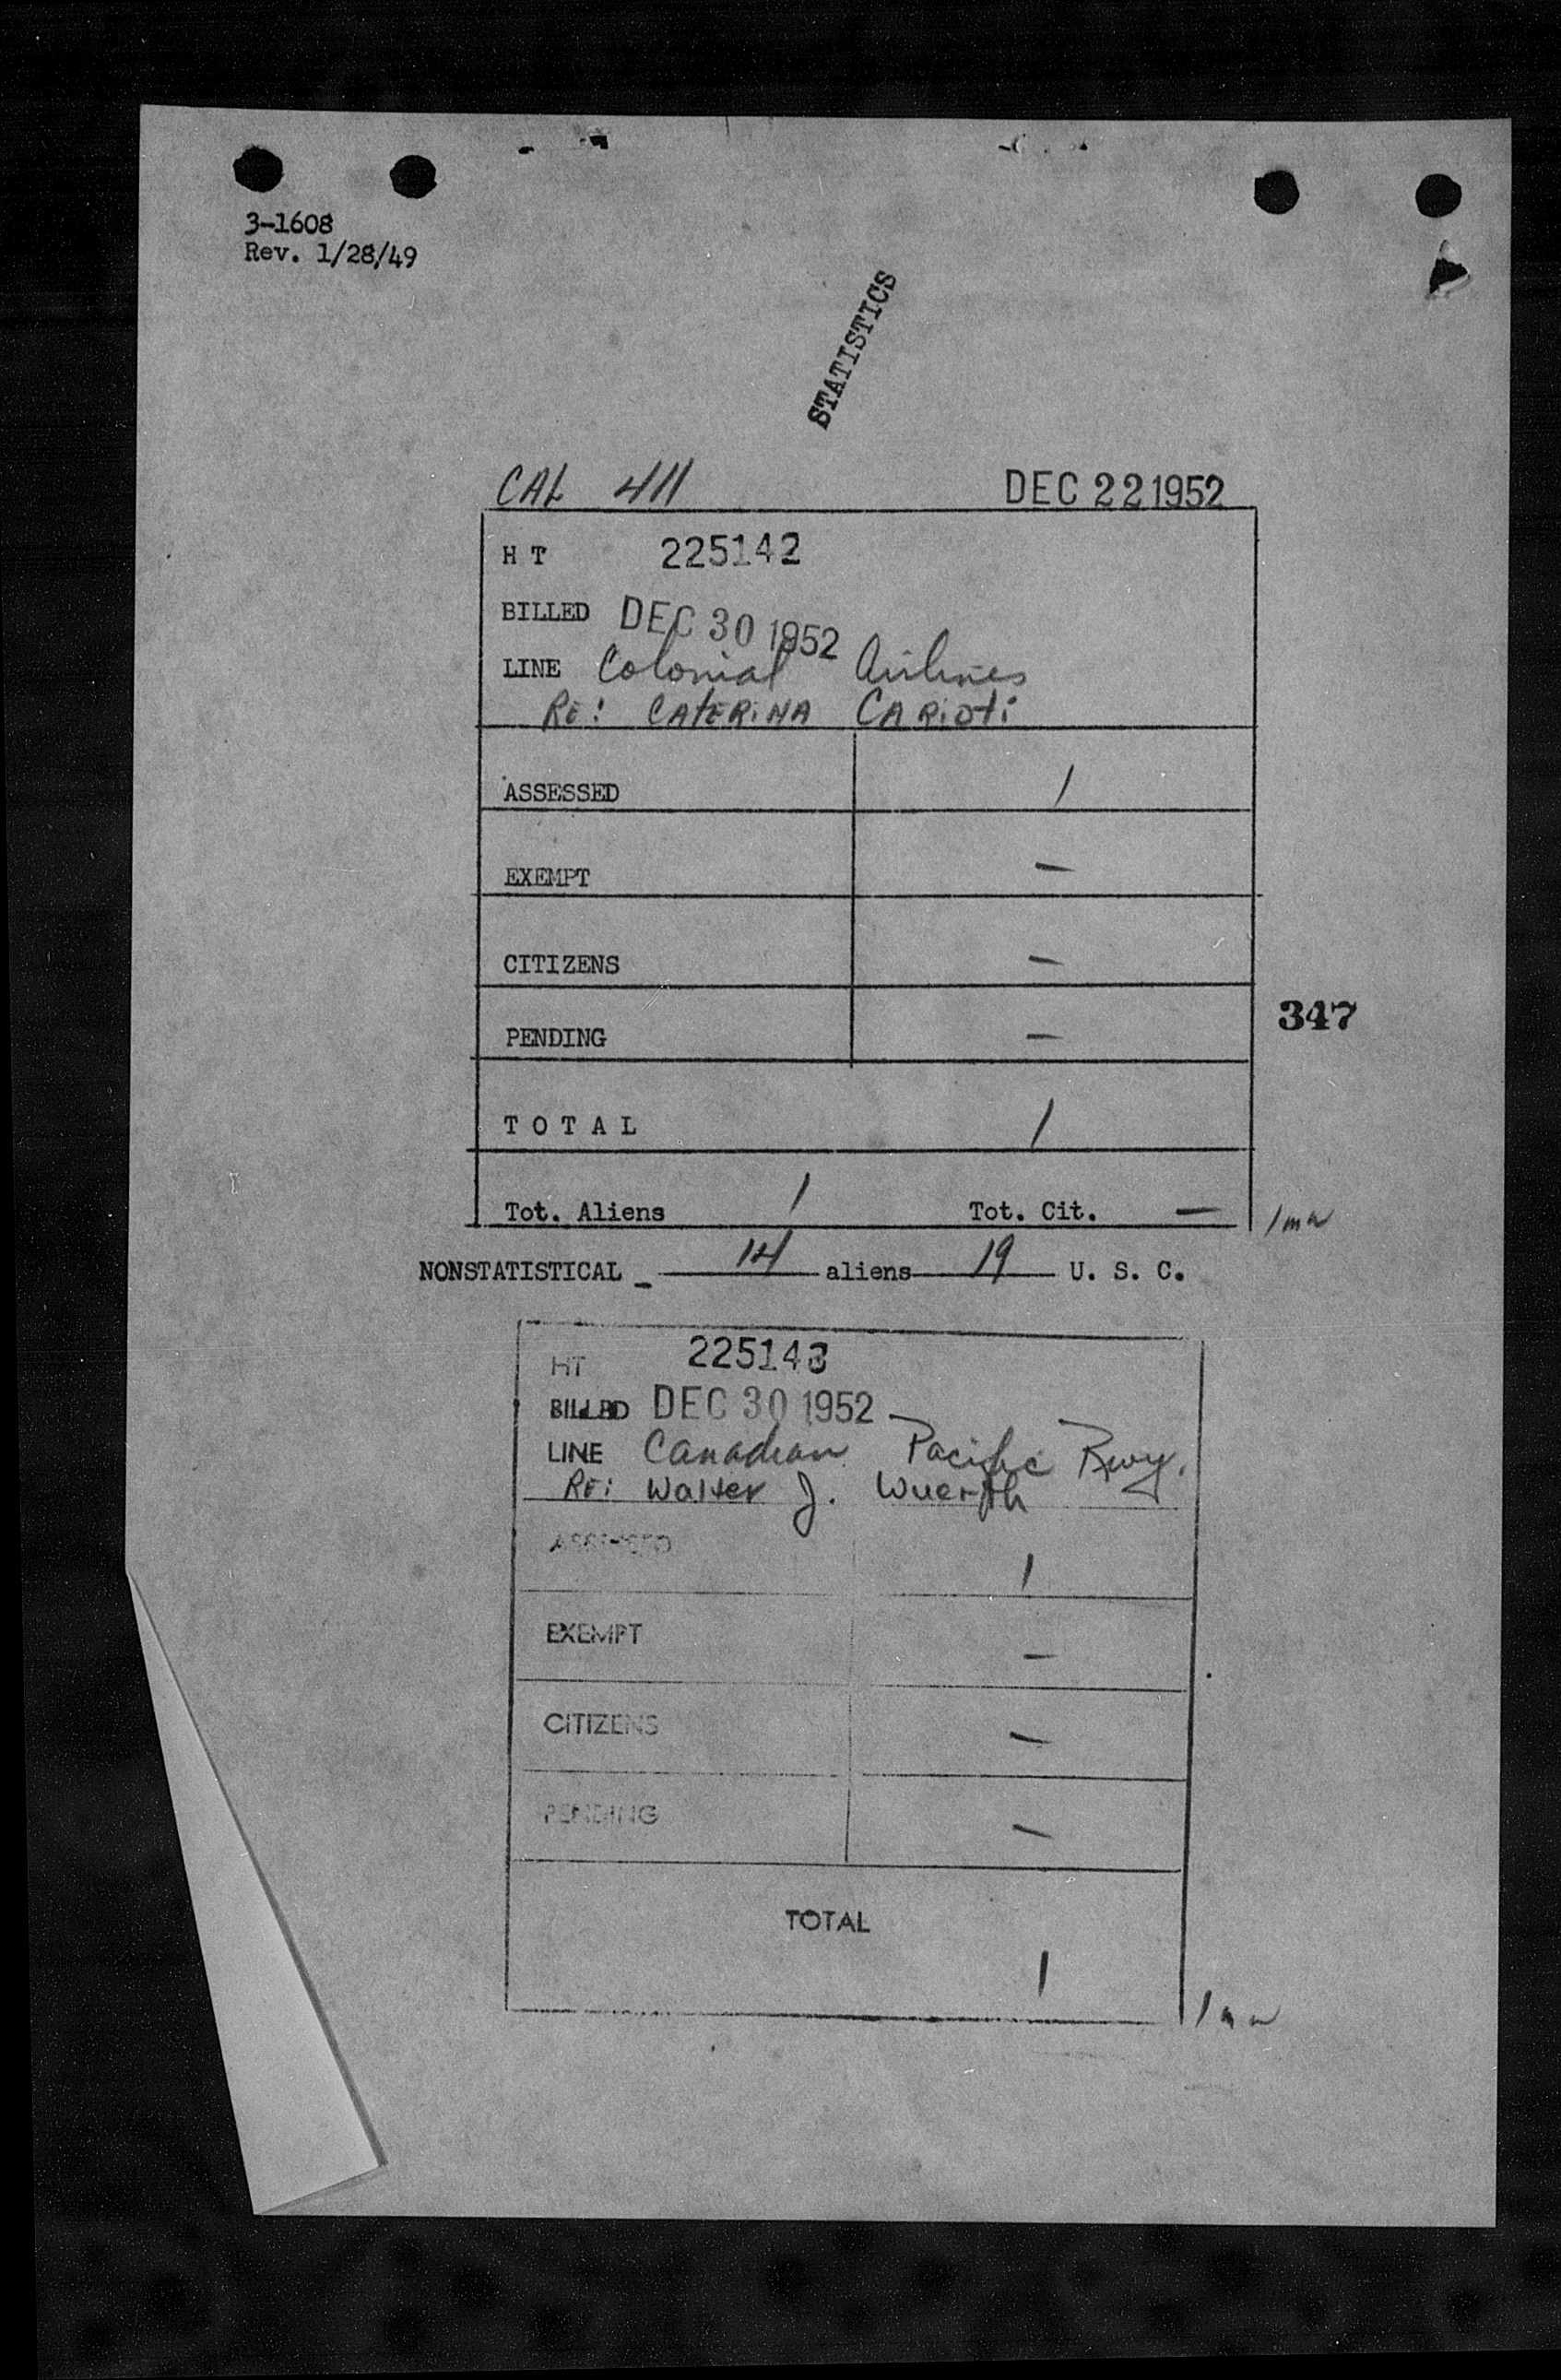 3-1608
Rev. 1/28/49
STATISTICS
CAL 411 DEC 22 1952
H T 225142
BILLED DEC 30 1952
LINE Colonial Airlines
RE: CATERINA CARIOTI
ASSESSED 1
EXEMPT —
CITIZENS —
347
PENDING —
T O T A L 1
Tot. Aliens 1 Tot. Cit. —
NONSTATISTICAL - 14 aliens 19 U. S. C.
HT 225143
BILLED DEC 30 1952
LINE Canadian Pacific Rwy.
RE: Walter J. Wuerth
ASSESSED 1
EXEMPT —
CITIZENS —
PENDING —
TOTAL
1